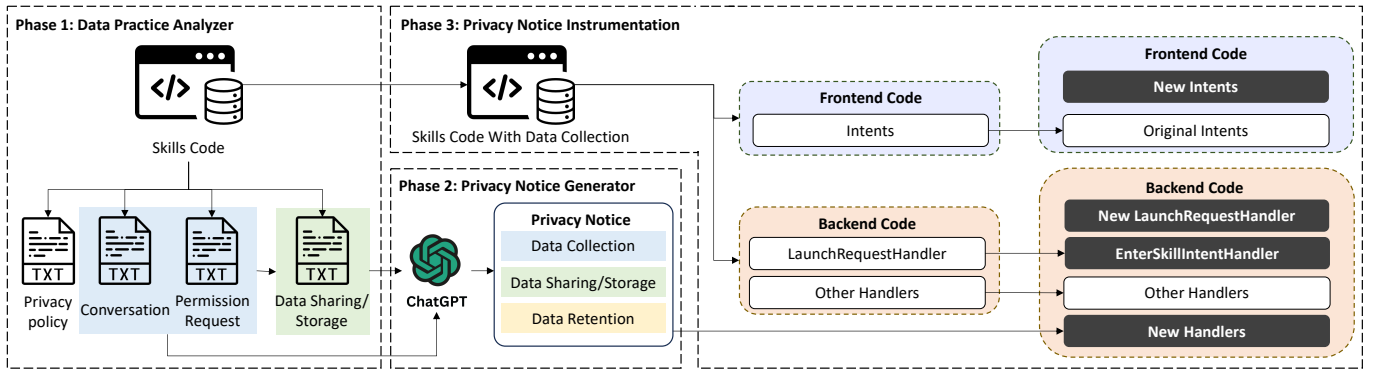 Phase 1: Data Practice Analyzer
</>
Skills Code
TXT
TXT
TXT
TXT
Privacy
policy
Conversation
Permission
Request
Data Sharing/
Storage
Phase 3: Privacy Notice Instrumentation
</>
Skills Code With Data Collection
Phase 2: Privacy Notice Generator
ChatGPT
Privacy Notice
Data Collection
Data Sharing/Storage
Data Retention
Frontend Code
Intents
Backend Code
LaunchRequestHandler
Other Handlers
Frontend Code
New Intents
Original Intents
Backend Code
New LaunchRequestHandler
EnterSkillIntentHandler
Other Handlers
New Handlers